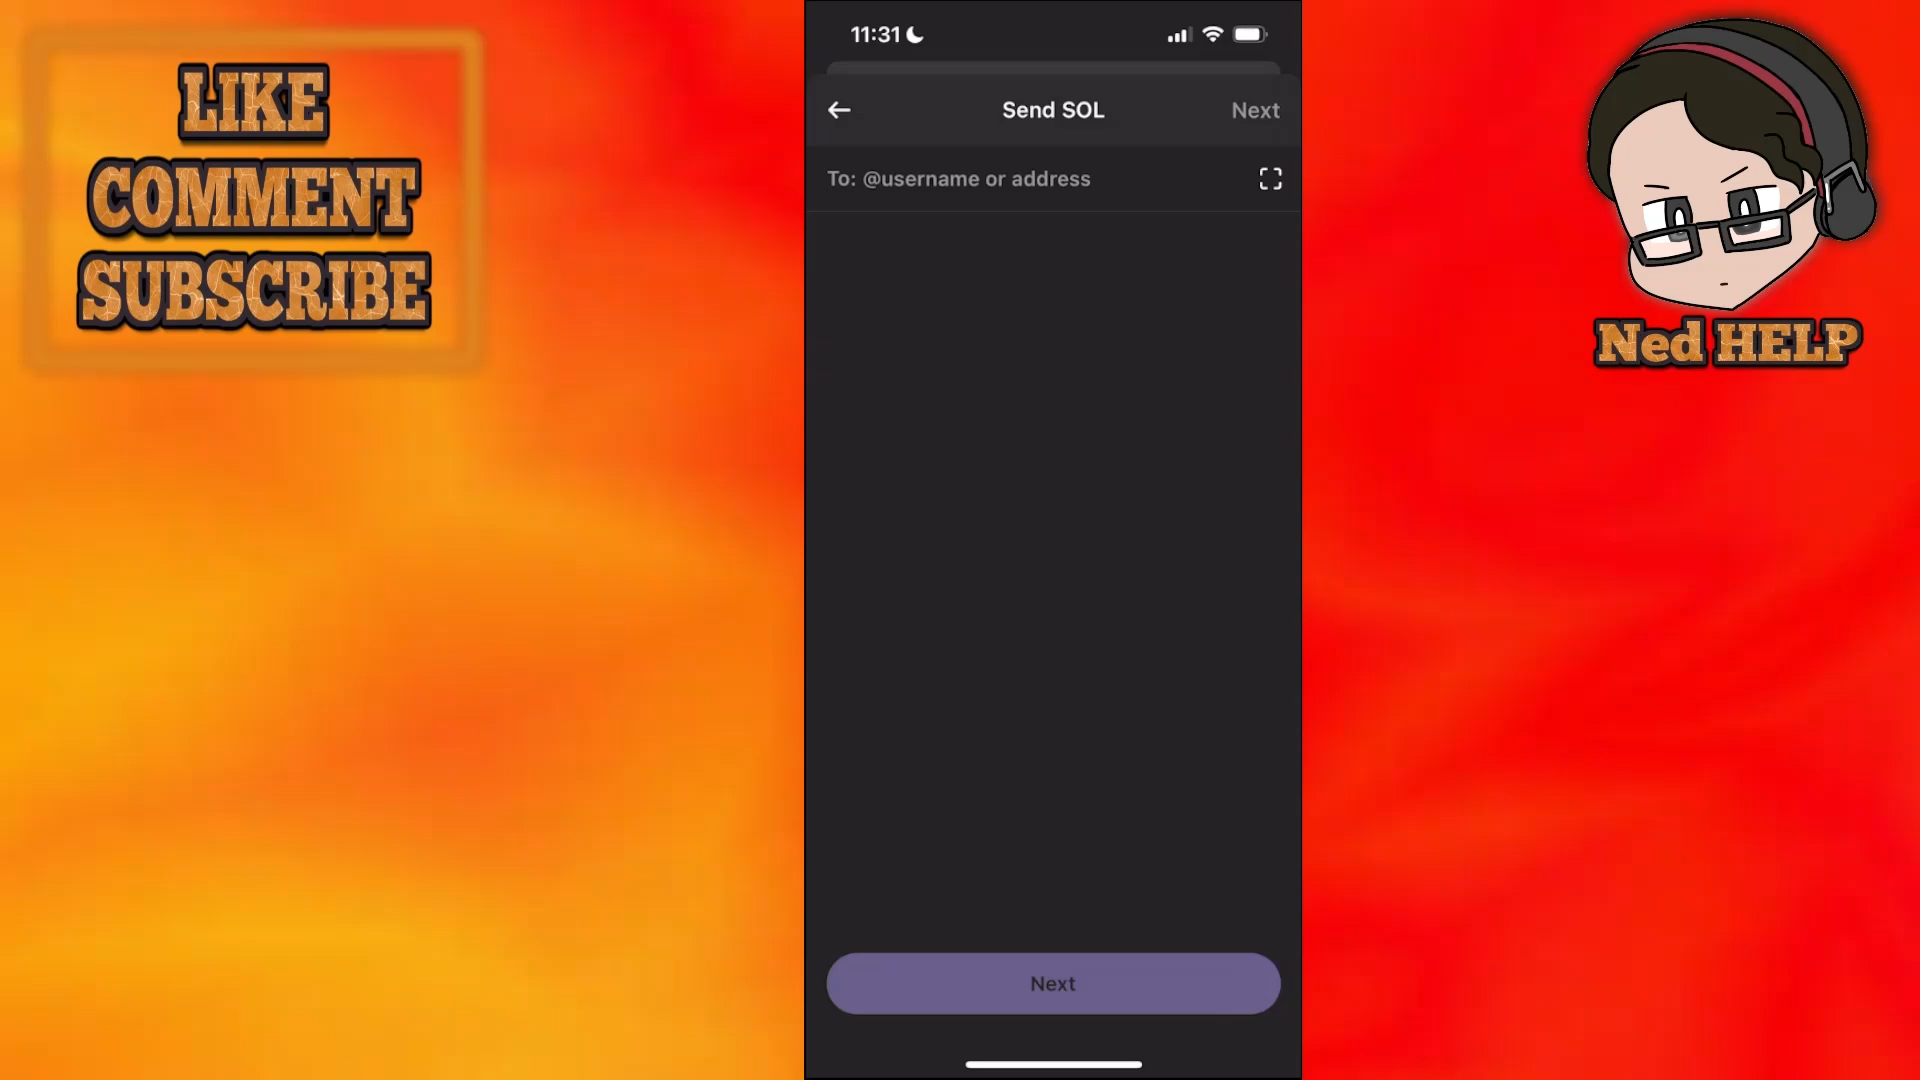 LIKE
COMMENT
SUBSCRIBE
11:31
Send SOL
Next
To: @username or address
Next
Ned HELP